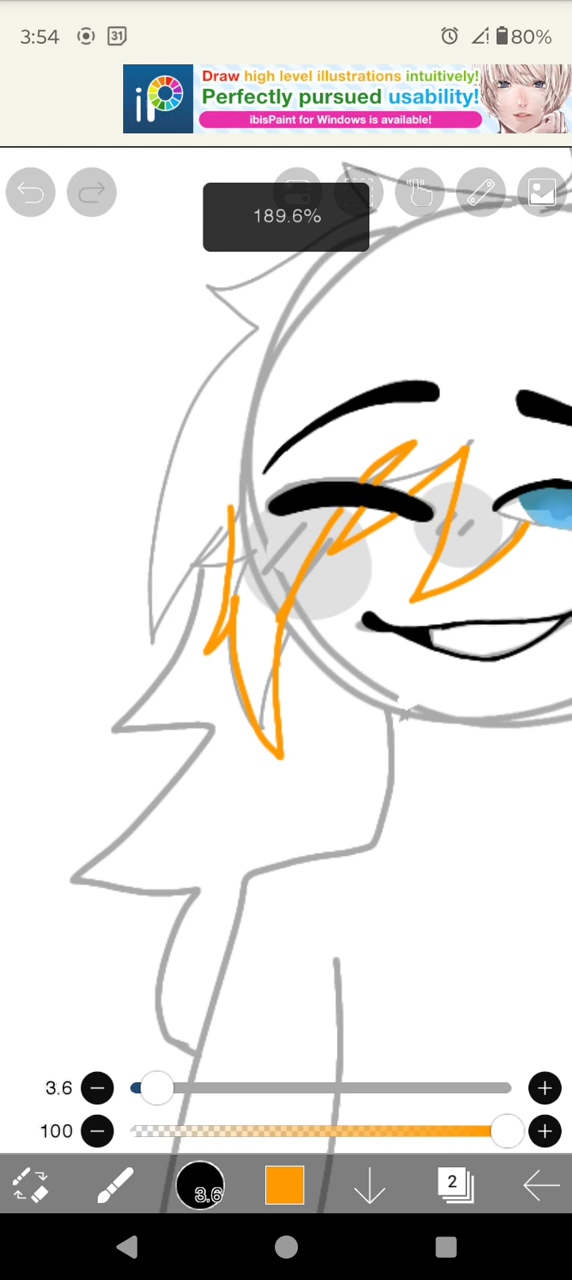 3:54
31
80%
iP
Draw high level illustrations intuitively!
Perfectly pursued usability!
ibisPaint for Windows is available!
189.6%
3.6
100
3.6
2